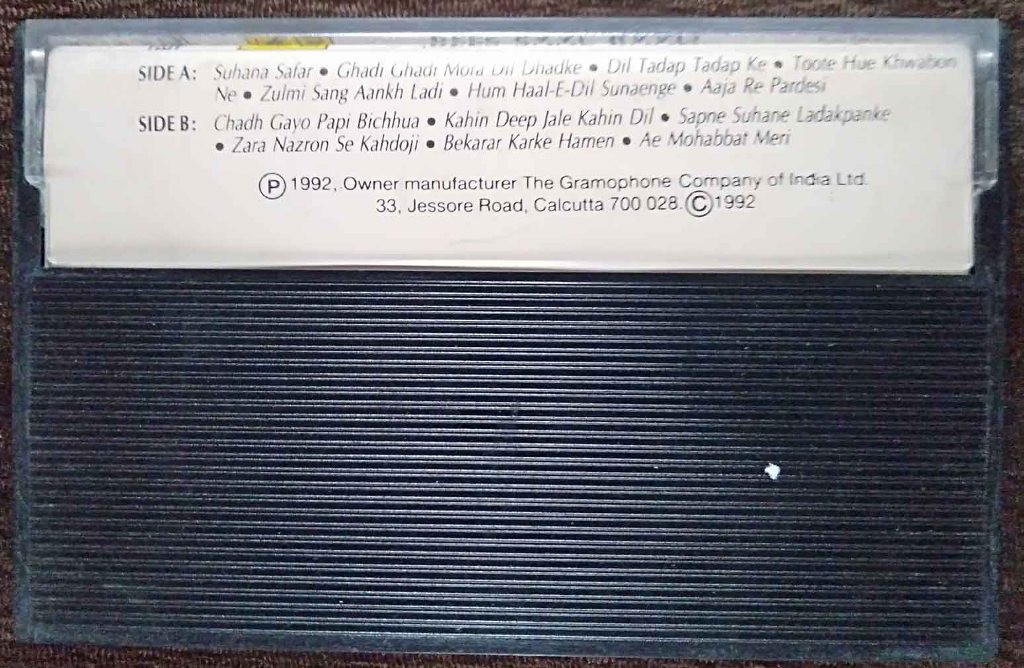 SIDE A: Suhana Safar • Ghadi Ghadi Mora Dil Dhadke • Dil Tadap Tadap Ke • Toote Hue Khwabon
Ne • Zulmi Sang Aankh Ladi • Hum Haal-E-Dil Sunaenge • Aaja Re Pardesi
SIDE B: Chadh Gayo Papi Bichhua • Kahin Deep Jale Kahin Dil • Sapne Suhane Ladakpanke
• Zara Nazron Se Kahdoji • Bekarar Karke Hamen • Ae Mohabbat Meri
Ⓟ 1992, Owner manufacturer The Gramophone Company of India Ltd.
33, Jessore Road, Calcutta 700 028. © 1992